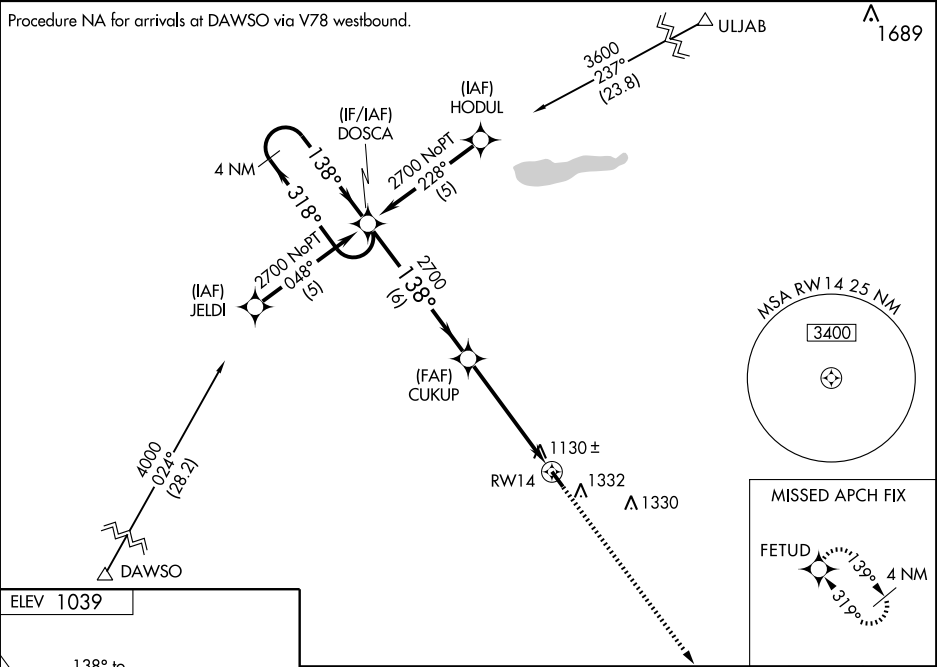 Procedure NA for arrivals at DAWSO via V78 westbound.
1689
ULJAB
3600
237°
(23.8)
(IAF)
HODUL
(IF/IAF)
DOSCA
4 NM
138°
318°
2700 NoPT
228°
(5)
2700 NoPT
048°
(5)
(IAF)
JELDI
2700
138°
(6)
(FAF)
CUKUP
MSA RW14 25 NM
3400
4000
024°
(28.2)
DAWSO
1130 ±
RW14
1332
1330
MISSED APCH FIX
FETUD
139°
4 NM
319°
ELEV 1039
138° to